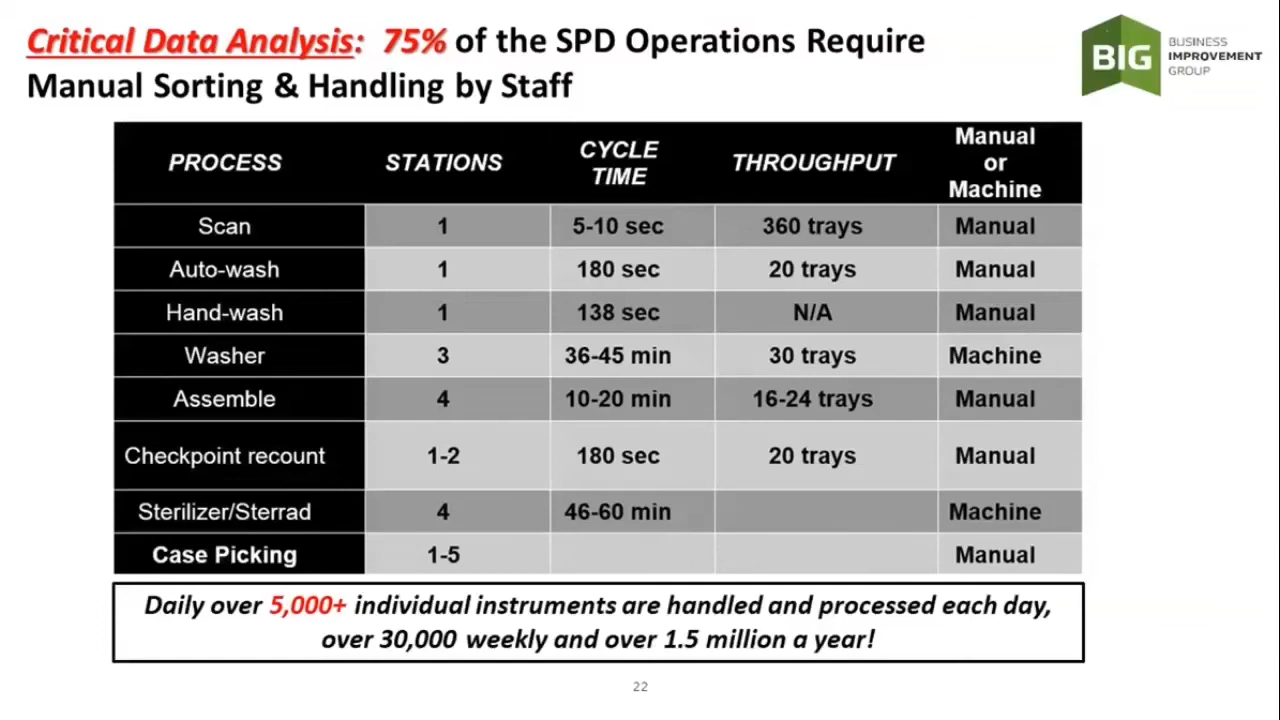 Critical Data Analysis: 75% of the SPD Operations Require
Manual Sorting & Handling by Staff
BIG
BUSINESS
IMPROVEMENT
GROUP
PROCESS STATIONS CYCLE TIME THROUGHPUT Manual or Machine
Scan 1 5-10 sec 360 trays Manual
Auto-wash 1 180 sec 20 trays Manual
Hand-wash 1 138 sec N/A Manual
Washer 3 36-45 min 30 trays Machine
Assemble 4 10-20 min 16-24 trays Manual
Checkpoint recount 1-2 180 sec 20 trays Manual
Sterilizer/Sterrad 4 46-60 min Machine
Case Picking 1-5 Manual
Daily over 5,000+ individual instruments are handled and processed each day,
over 30,000 weekly and over 1.5 million a year!
22